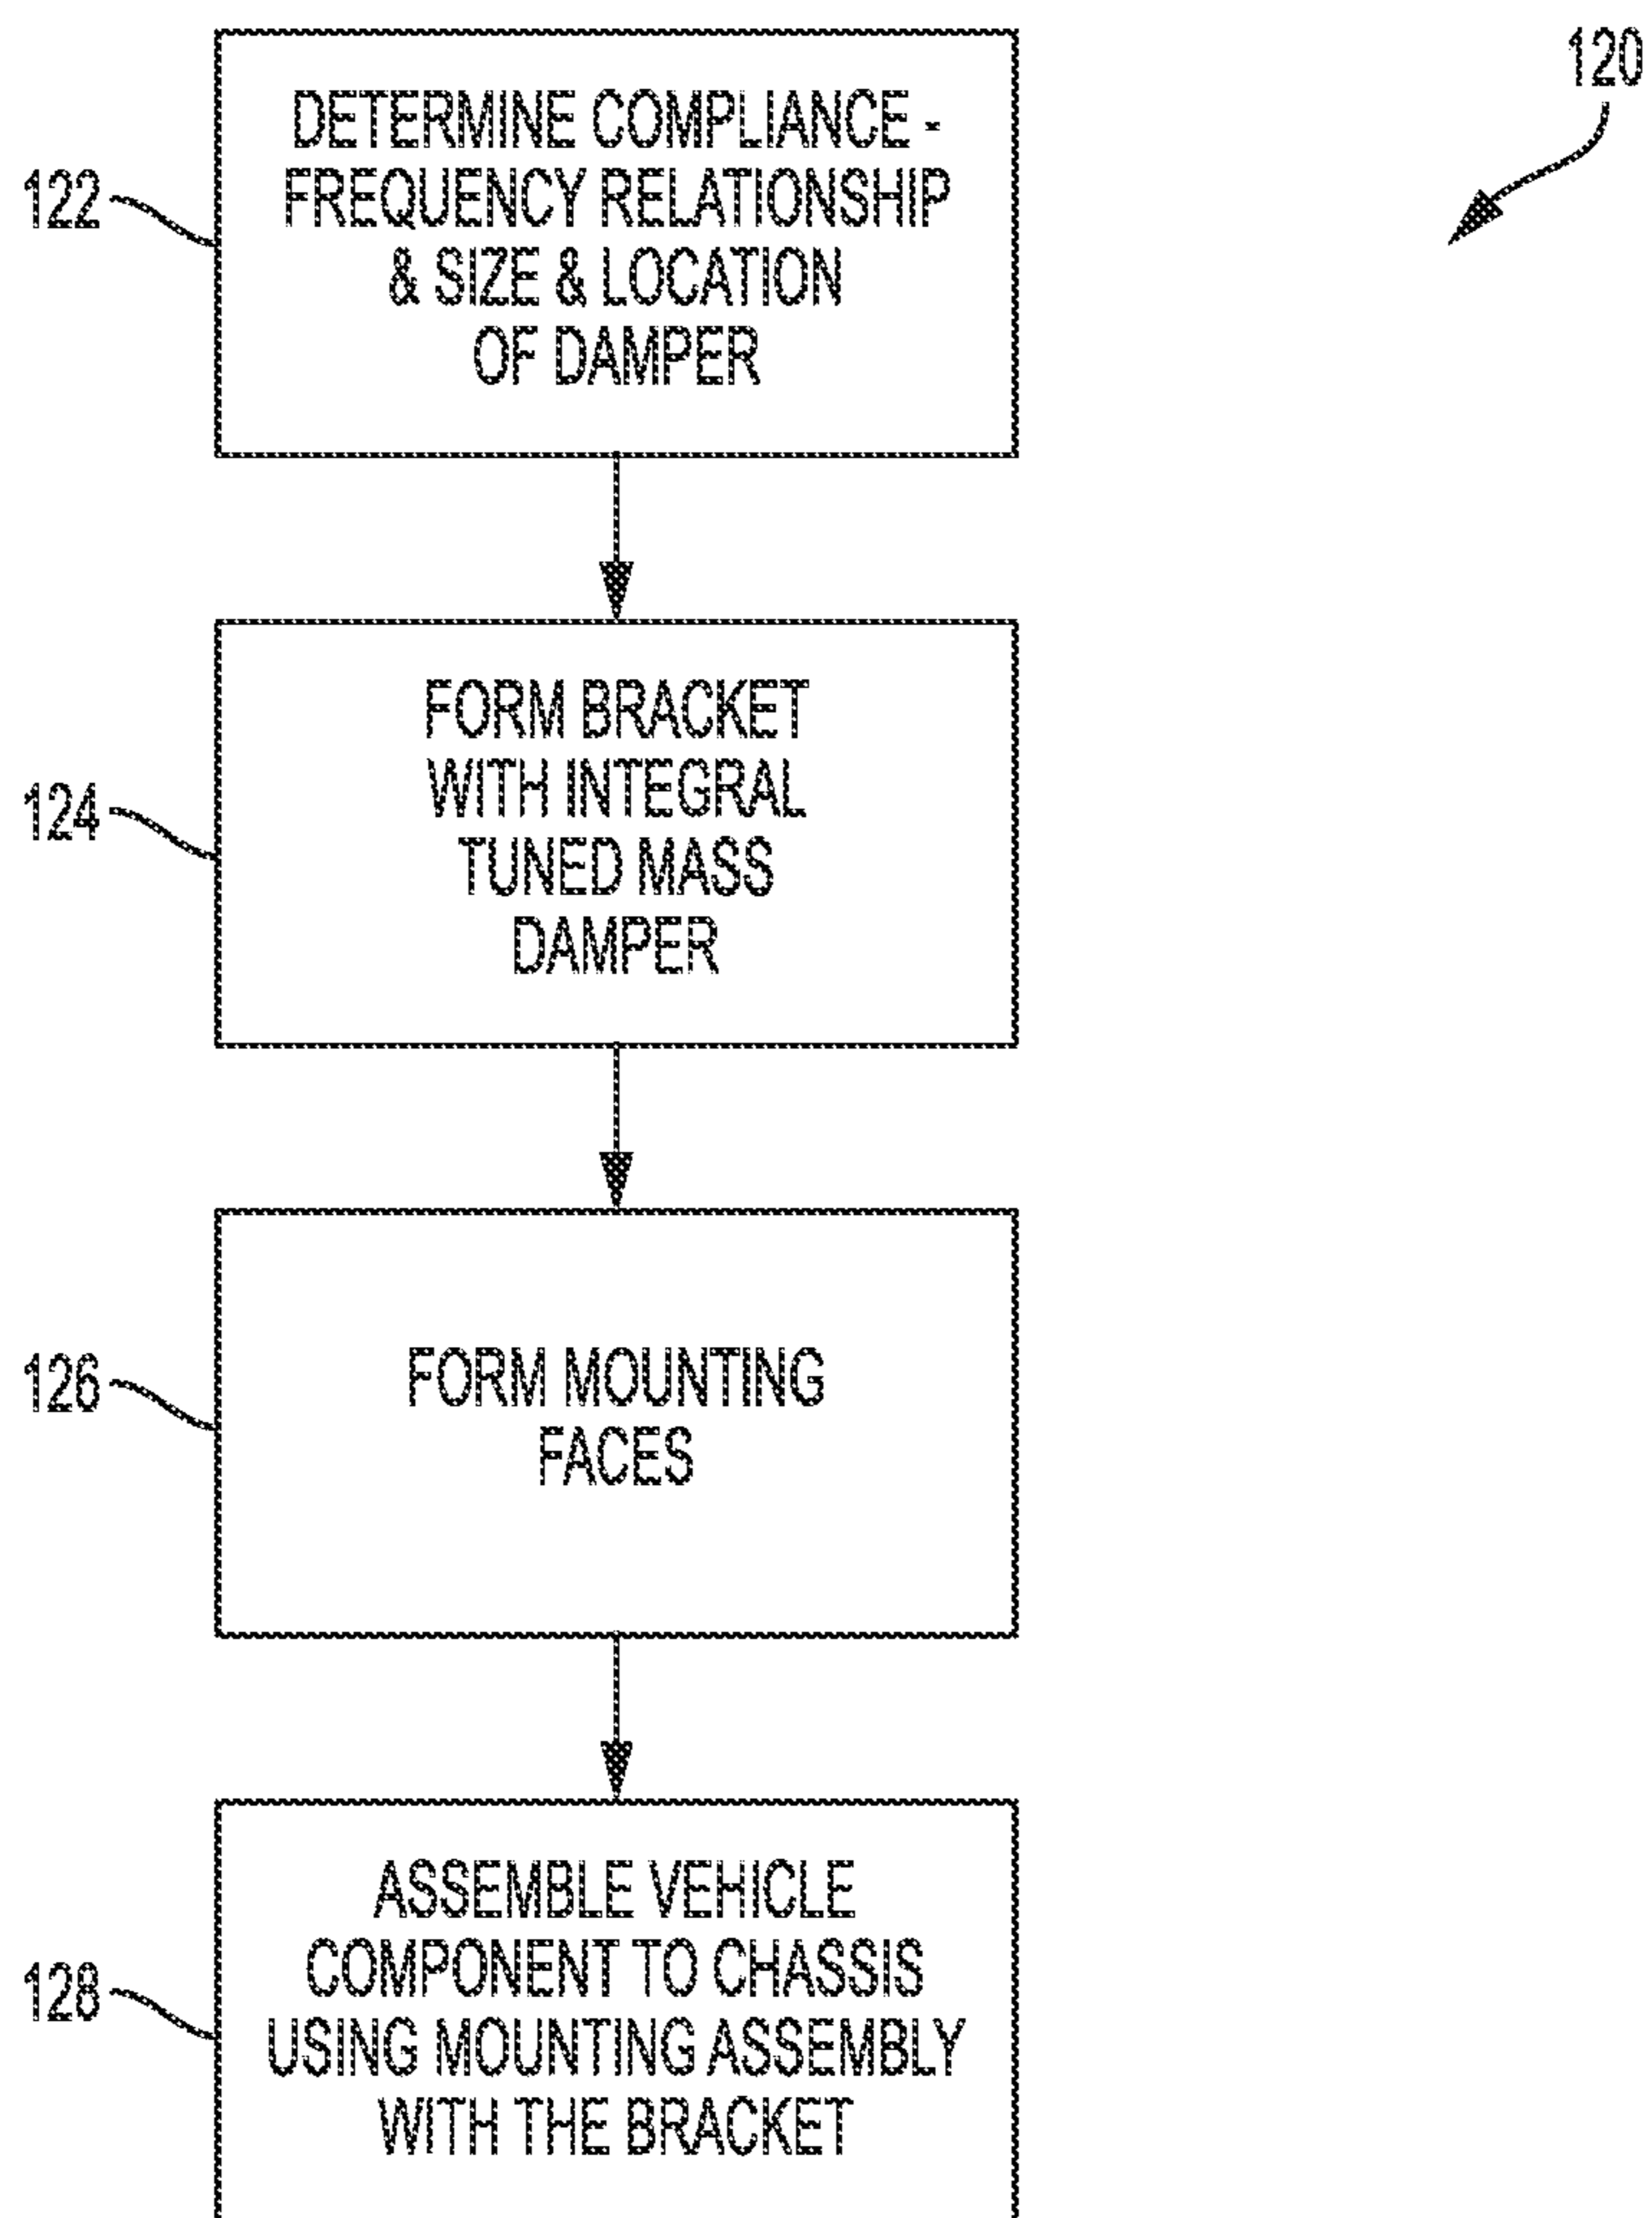 120
122
DETERMINE COMPLIANCE -
FREQUENCY RELATIONSHIP
& SIZE & LOCATION
OF DAMPER
124
FORM BRACKET
WITH INTEGRAL
TUNED MASS
DAMPER
126
FORM MOUNTING
FACES
128
ASSEMBLE VEHICLE
COMPONENT TO CHASSIS
USING MOUNTING ASSEMBLY
WITH THE BRACKET